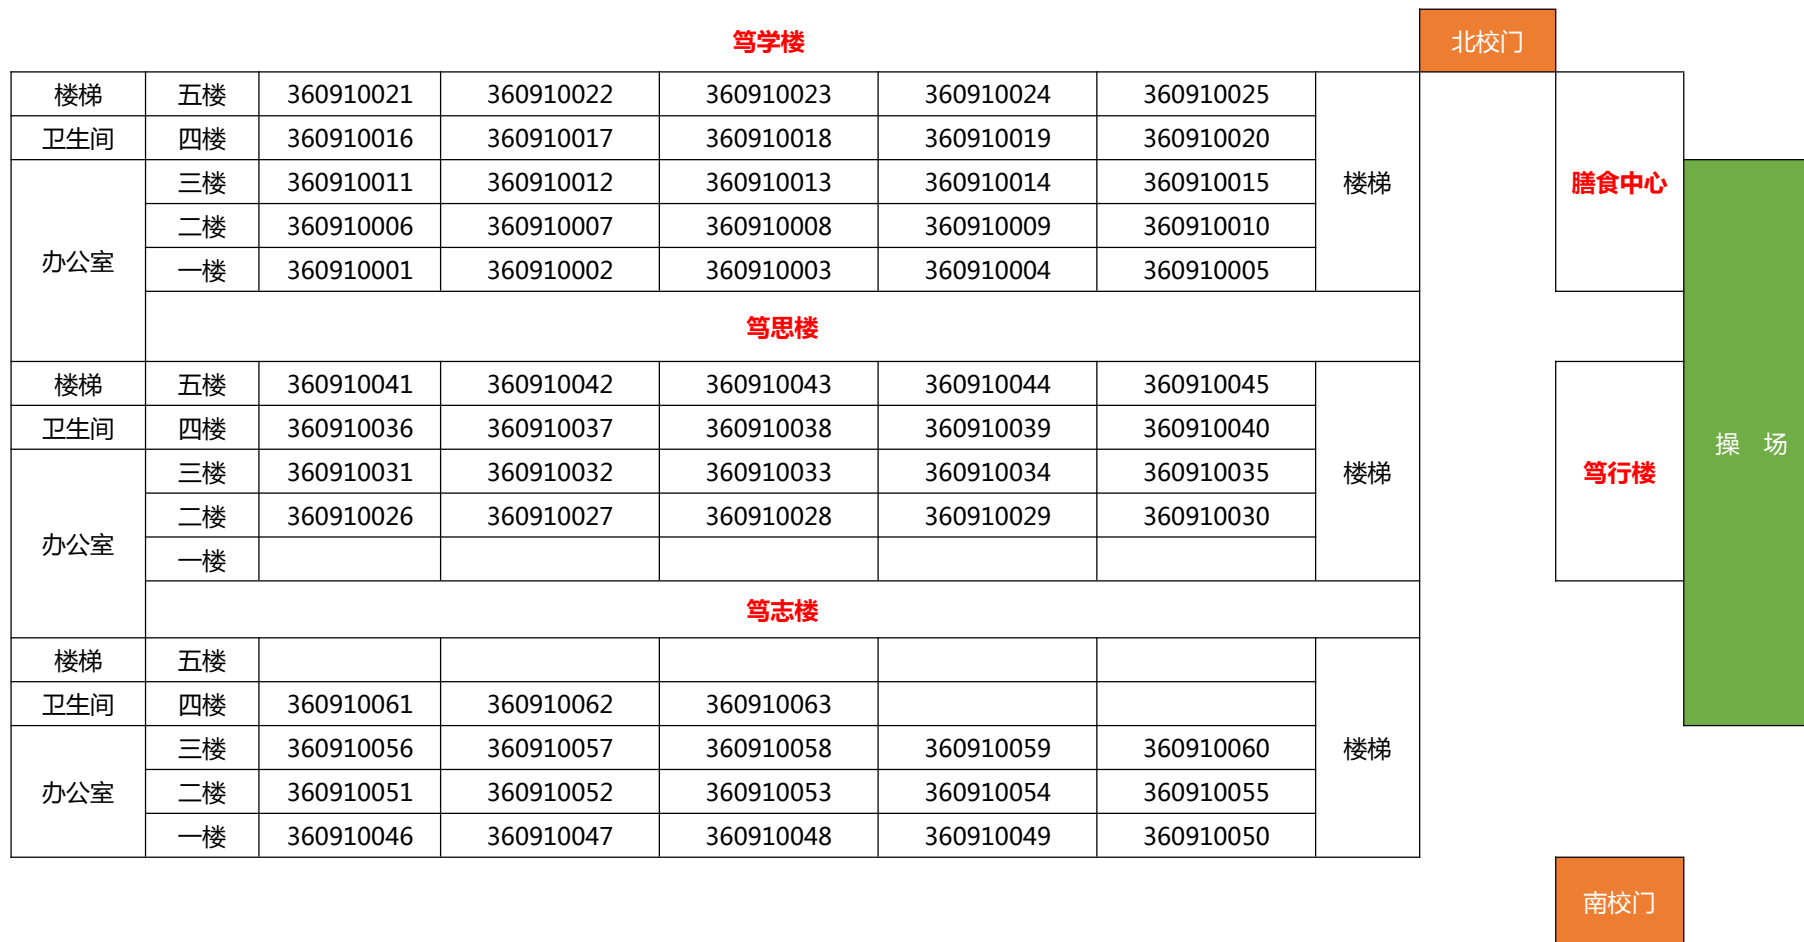 笃学楼 北校门
楼梯 五楼 360910021 360910022 360910023 360910024 360910025
卫生间 四楼 360910016 360910017 360910018 360910019 360910020
三楼 360910011 360910012 360910013 360910014 360910015 楼梯 膳食中心
二楼 360910006 360910007 360910008 360910009 360910010
办公室
一楼 360910001 360910002 360910003 360910004 360910005
笃思楼
楼梯 五楼 360910041 360910042 360910043 360910044 360910045
卫生间 四楼 360910036 360910037 360910038 360910039 360910040
操 场
三楼 360910031 360910032 360910033 360910034 360910035 楼梯 笃行楼
二楼 360910026 360910027 360910028 360910029 360910030
办公室
一楼
笃志楼
楼梯 五楼
卫生间 四楼 360910061 360910062 360910063
三楼 360910056 360910057 360910058 360910059 360910060 楼梯
办公室 二楼 360910051 360910052 360910053 360910054 360910055
一楼 360910046 360910047 360910048 360910049 360910050
南校门